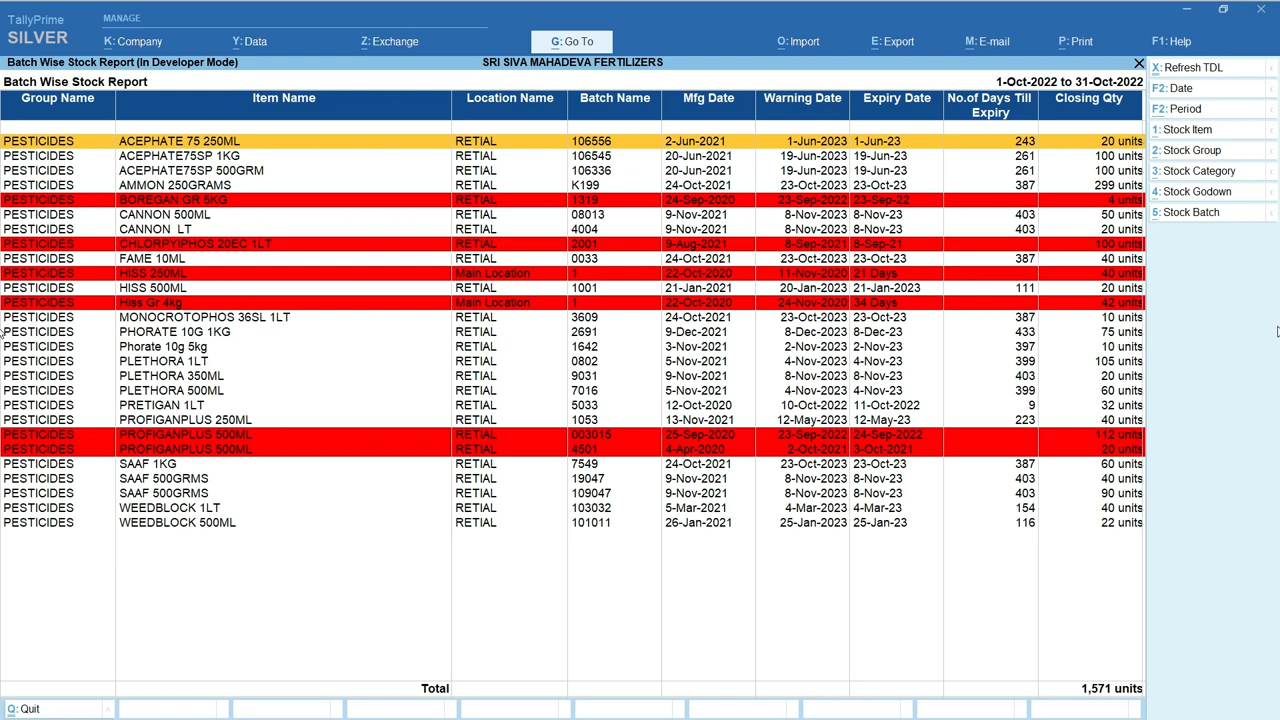 TallyPrime
SILVER
MANAGE
K: Company Y: Data Z: Exchange G: Go To O: Import E: Export M: E-mail P: Print F1: Help
Batch Wise Stock Report (In Developer Mode) SRI SIVA MAHADEVA FERTILIZERS
Batch Wise Stock Report 1-Oct-2022 to 31-Oct-2022
Group Name Item Name Location Name Batch Name Mfg Date Warning Date Expiry Date No.of Days Till Expiry Closing Qty
PESTICIDES ACEPHATE 75 250ML RETIAL 106556 2-Jun-2021 1-Jun-2023 1-Jun-23 243 20 units
PESTICIDES ACEPHATE75SP 1KG RETIAL 106545 20-Jun-2021 19-Jun-2023 19-Jun-23 261 100 units
PESTICIDES ACEPHATE75SP 500GRM RETIAL 106336 20-Jun-2021 19-Jun-2023 19-Jun-23 261 100 units
PESTICIDES AMMON 250GRAMS RETIAL K199 24-Oct-2021 23-Oct-2023 23-Oct-23 387 299 units
PESTICIDES BOREGAN GR 5KG RETIAL 1319 24-Sep-2020 23-Sep-2022 23-Sep-22 4 units
PESTICIDES CANNON 500ML RETIAL 08013 9-Nov-2021 8-Nov-2023 8-Nov-23 403 50 units
PESTICIDES CANNON LT RETIAL 4004 9-Nov-2021 8-Nov-2023 8-Nov-23 403 20 units
PESTICIDES CHLORPYIPHOS 20EC 1LT RETIAL 2001 9-Aug-2021 8-Sep-2021 8-Sep-21 100 units
PESTICIDES FAME 10ML RETIAL 0033 24-Oct-2021 23-Oct-2023 23-Oct-23 387 40 units
PESTICIDES HISS 250ML Main Location 1 22-Oct-2020 11-Nov-2020 21 Days 40 units
PESTICIDES HISS 500ML RETIAL 1001 21-Jan-2021 20-Jan-2023 21-Jan-2023 111 20 units
PESTICIDES Hiss Gr 4kg Main Location 1 22-Oct-2020 24-Nov-2020 34 Days 42 units
PESTICIDES MONOCROTOPHOS 36SL 1LT RETIAL 3609 24-Oct-2021 23-Oct-2023 23-Oct-23 387 10 units
PESTICIDES PHORATE 10G 1KG RETIAL 2691 9-Dec-2021 8-Dec-2023 8-Dec-23 433 75 units
PESTICIDES Phorate 10g 5kg RETIAL 1642 3-Nov-2021 2-Nov-2023 2-Nov-23 397 10 units
PESTICIDES PLETHORA 1LT RETIAL 0802 5-Nov-2021 4-Nov-2023 4-Nov-23 399 105 units
PESTICIDES PLETHORA 350ML RETIAL 9031 9-Nov-2021 8-Nov-2023 8-Nov-23 403 20 units
PESTICIDES PLETHORA 500ML RETIAL 7016 5-Nov-2021 4-Nov-2023 4-Nov-23 399 60 units
PESTICIDES PRETIGAN 1LT RETIAL 5033 12-Oct-2020 10-Oct-2022 11-Oct-2022 9 32 units
PESTICIDES PROFIGANPLUS 250ML RETIAL 1053 13-Nov-2021 12-May-2023 12-May-23 223 40 units
PESTICIDES PROFIGANPLUS 500ML RETIAL 003015 25-Sep-2020 23-Sep-2022 24-Sep-2022 112 units
PESTICIDES PROFIGANPLUS 500ML RETIAL 4501 4-Apr-2020 2-Oct-2021 3-Oct-2021 20 units
PESTICIDES SAAF 1KG RETIAL 7549 24-Oct-2021 23-Oct-2023 23-Oct-23 387 60 units
PESTICIDES SAAF 500GRMS RETIAL 19047 9-Nov-2021 8-Nov-2023 8-Nov-23 403 40 units
PESTICIDES SAAF 500GRMS RETIAL 109047 9-Nov-2021 8-Nov-2023 8-Nov-23 403 90 units
PESTICIDES WEEDBLOCK 1LT RETIAL 103032 5-Mar-2021 4-Mar-2023 4-Mar-23 154 40 units
PESTICIDES WEEDBLOCK 500ML RETIAL 101011 26-Jan-2021 25-Jan-2023 25-Jan-23 116 22 units
Total 1,571 units
Q: Quit
X: Refresh TDL
F2: Date
F2: Period
1: Stock Item
2: Stock Group
3: Stock Category
4: Stock Godown
5: Stock Batch